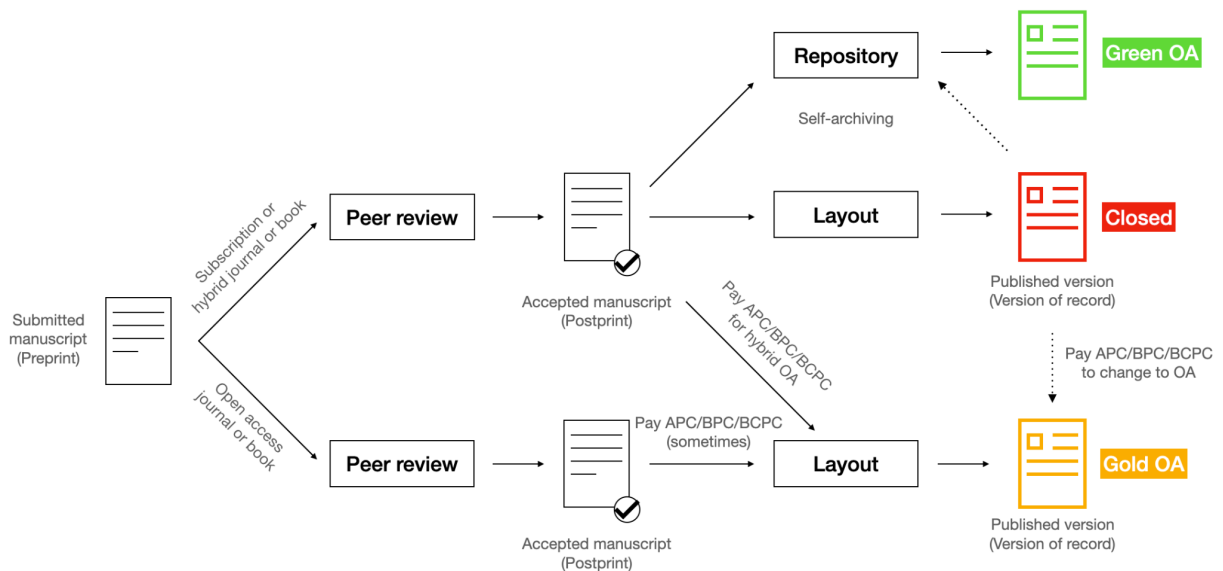 Repository
Green OA
Self-archiving
Subscription or
hybrid journal or book
Peer review
Layout
Closed
Accepted manuscript
(Postprint)
Published version
(Version of record)
Submitted
manuscript
(Preprint)
Pay APC/BPC/BCPC
for hybrid OA
Pay APC/BPC/BCPC
to change to OA
Open access
journal or book
Peer review
Pay APC/BPC/BCPC
(sometimes)
Layout
Gold OA
Accepted manuscript
(Postprint)
Published version
(Version of record)